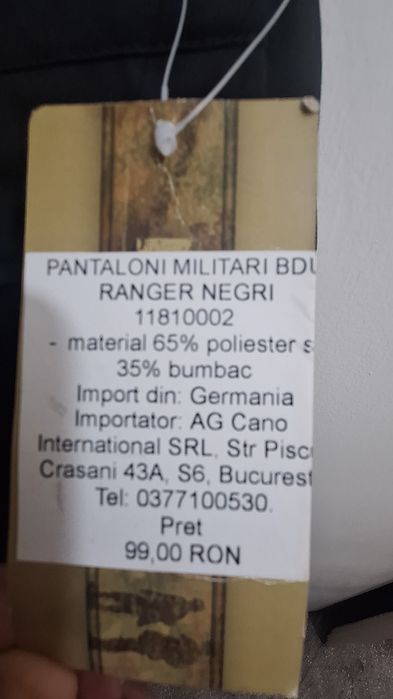 PANTALONI MILITARI BDU
RANGER NEGRI
11810002
- material 65% poliester s
35% bumbac
Import din: Germania
Importator: AG Cano
International SRL, Str Pisc
Crasani 43A, S6, Bucurest
Tel: 0377100530.
Pret
99,00 RON